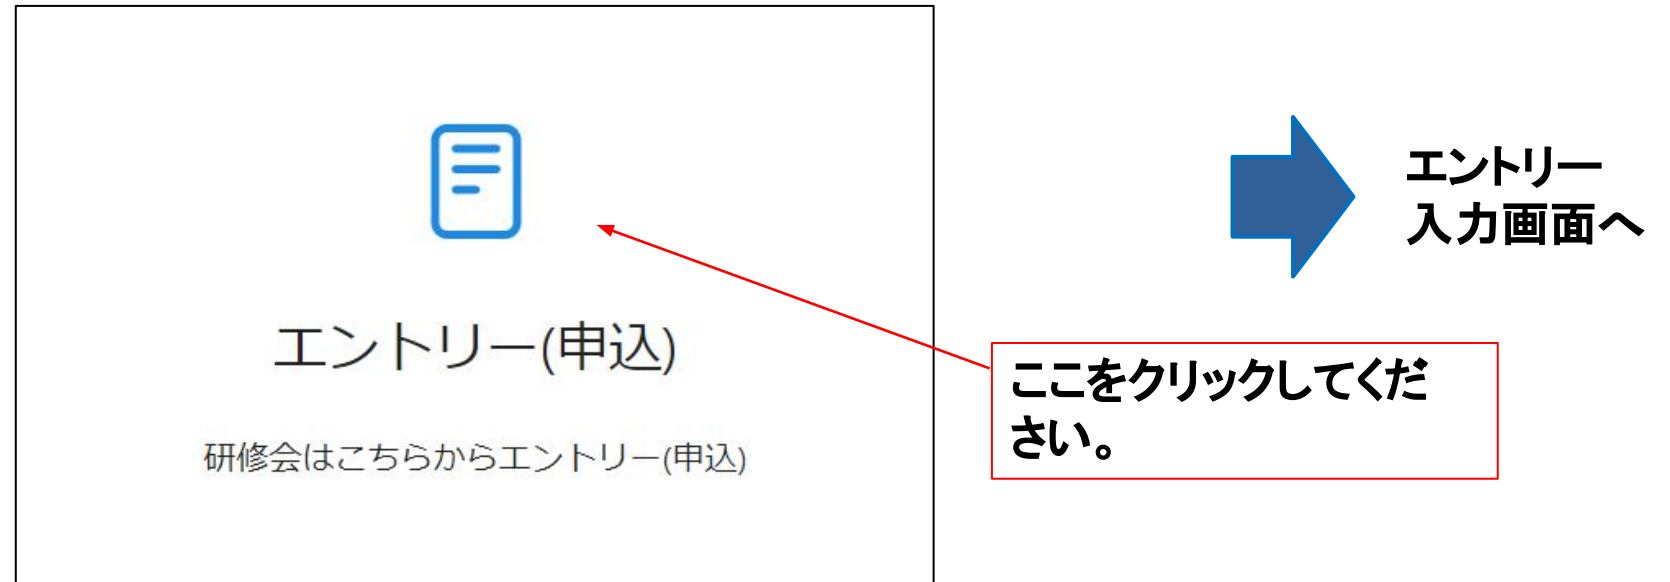 エントリー(申込)
研修会はこちらからエントリー(申込)
エントリー
入力画面へ
ここをクリックしてくだ
さい。